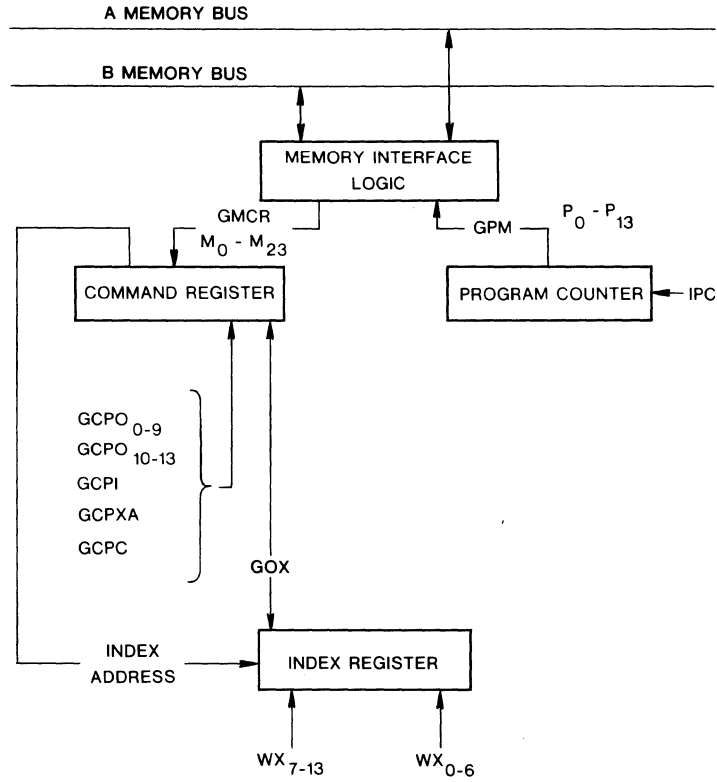 A MEMORY BUS
B MEMORY BUS
MEMORY INTERFACE
LOGIC
GMCR
M0 - M23
GPM
P0 - P13
COMMAND REGISTER
PROGRAM COUNTER
IPC
GCPO0-9
GCPO10-13
GCPI
GCPXA
GCPC
GOX
INDEX
ADDRESS
INDEX REGISTER
WX7-13
WX0-6